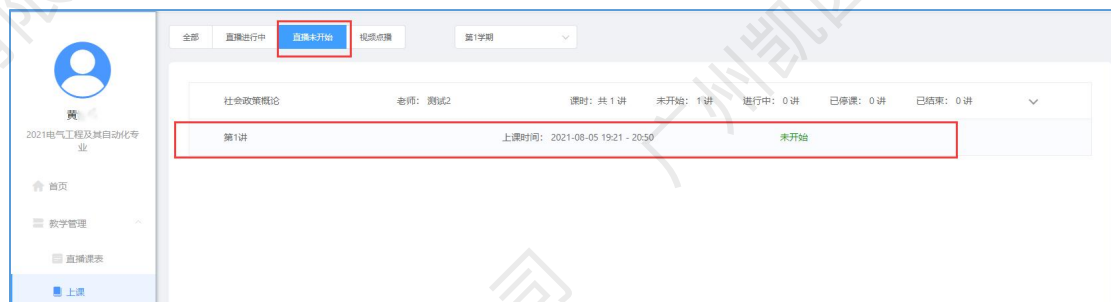 全部 直播进行中 直播未开始 视频点播 第1学期
黄
2021电气工程及其自动化专
业
首页
教学管理
直播课表
上课
社会政策概论 老师： 测试2 课时：共 1 讲 未开始： 1 讲 进行中： 0 讲 已停课： 0 讲 已结束： 0 讲
第1讲 上课时间： 2021-08-05 19:21 - 20:50 未开始
广州凯
司